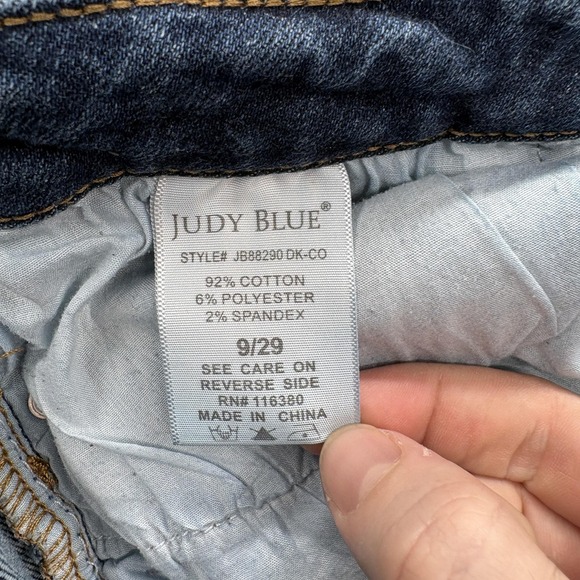 JUDY BLUE®
STYLE# JB88290 DK-CO
92% COTTON
6% POLYESTER
2% SPANDEX
9/29
SEE CARE ON
REVERSE SIDE
RN# 116380
MADE IN CHINA